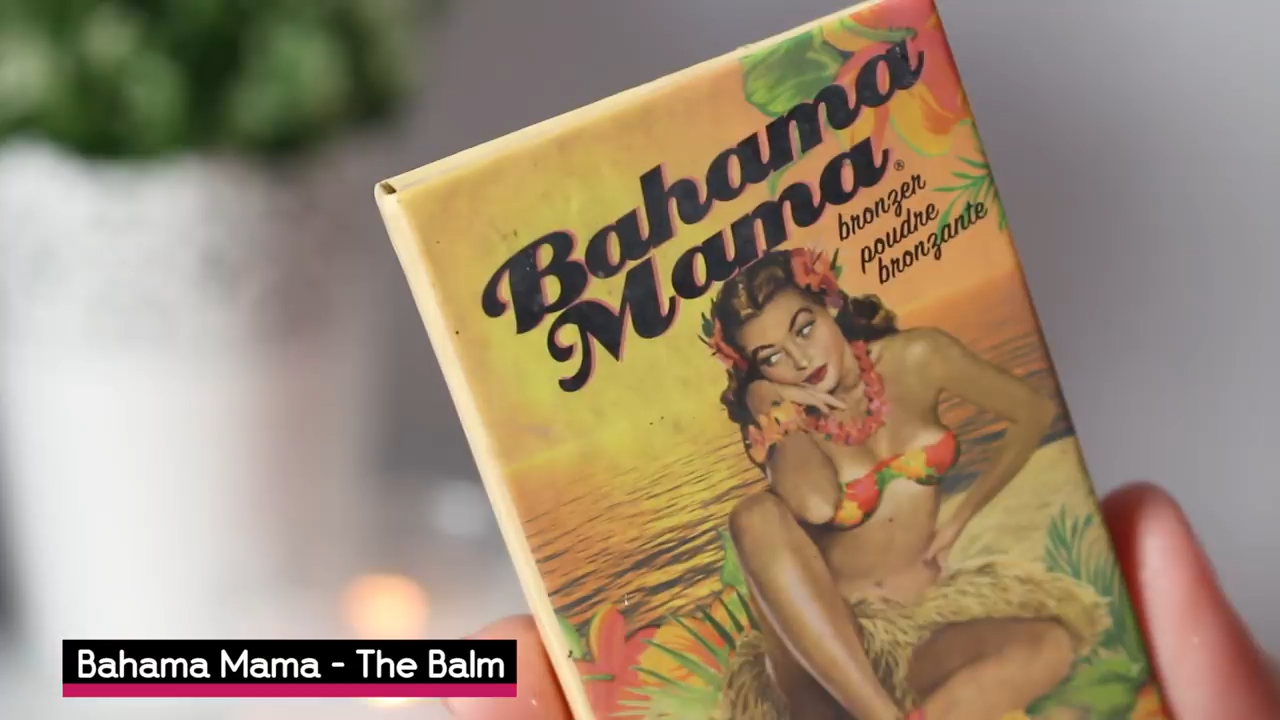 Bahama
Mama®
bronzer
poudre
bronzante
Bahama Mama - The Balm